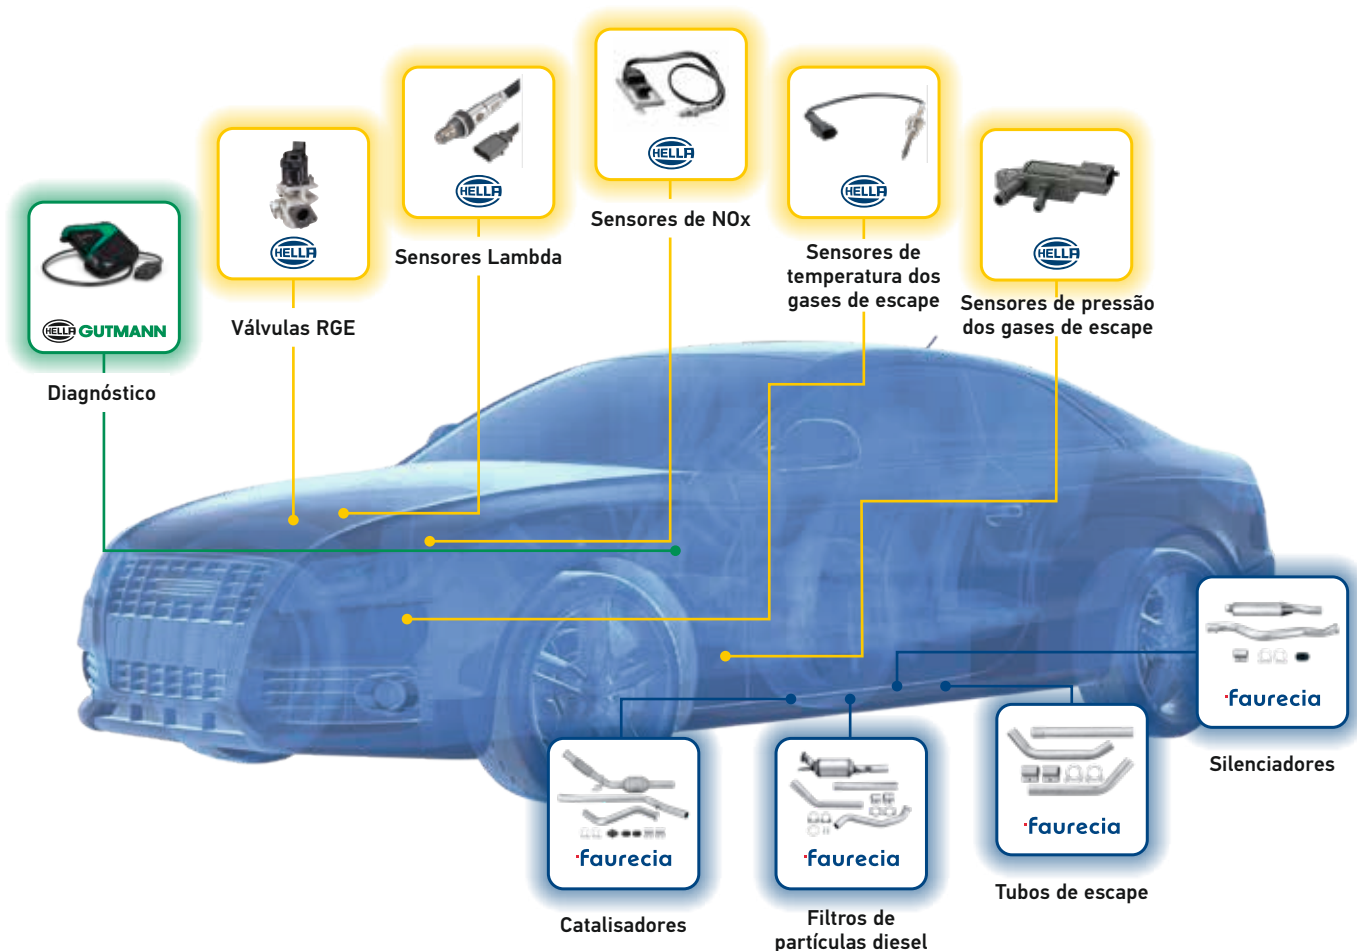 HELLA
Sensores de NOx
HELLA
Sensores Lambda
HELLA
Sensores de
temperatura dos
gases de escape
HELLA
Válvulas RGE
HELLA
Sensores de pressão
dos gases de escape
HELLA GUTMANN
Diagnóstico
faurecia
Silenciadores
faurecia
Catalisadores
faurecia
Filtros de
partículas diesel
faurecia
Tubos de escape